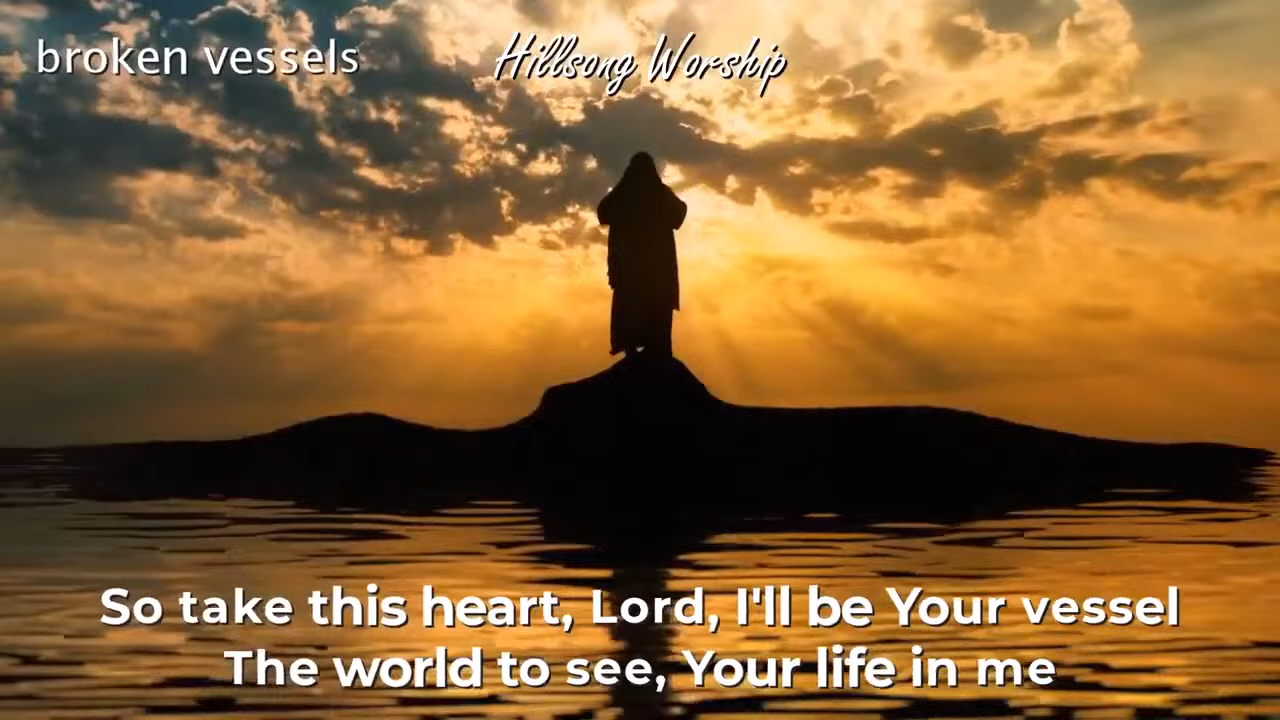 broken vessels
Hillsong Worship
So take this heart, Lord, I'll be Your vessel
The world to see, Your life in me